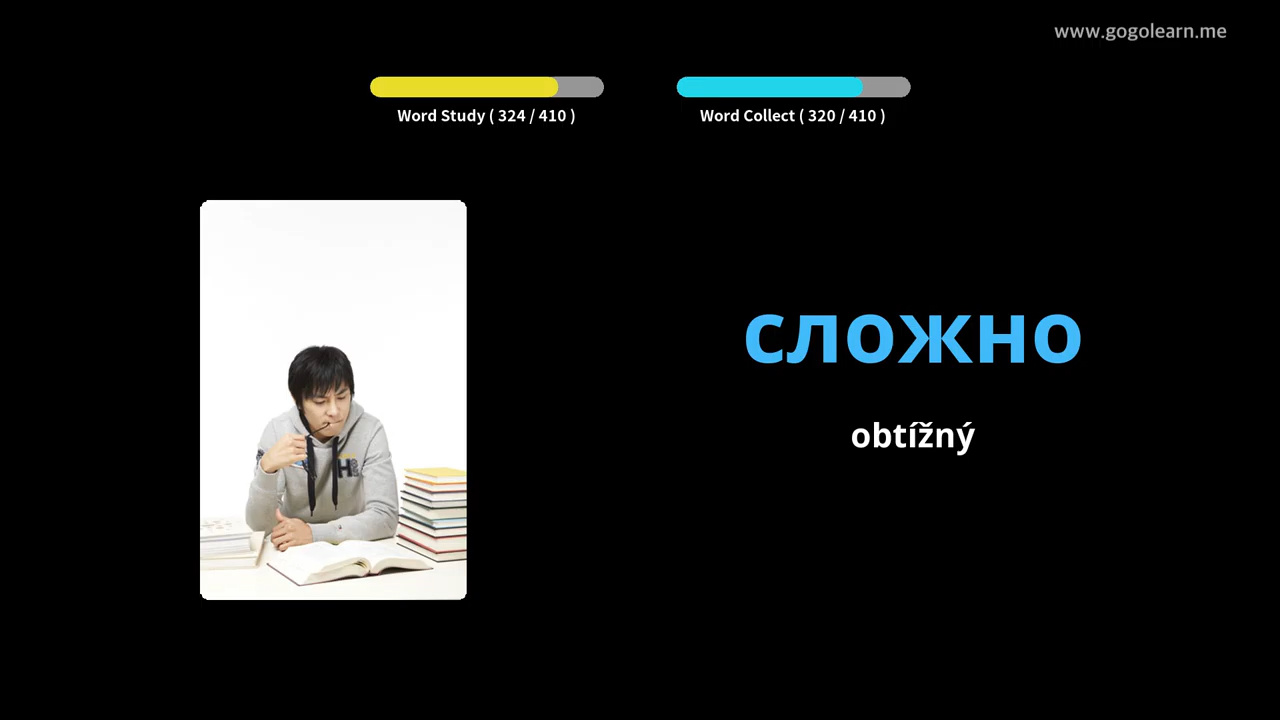 www.gogolearn.me
Word Study ( 324 / 410 )
Word Collect ( 320 / 410 )
сложно
obtížný
H